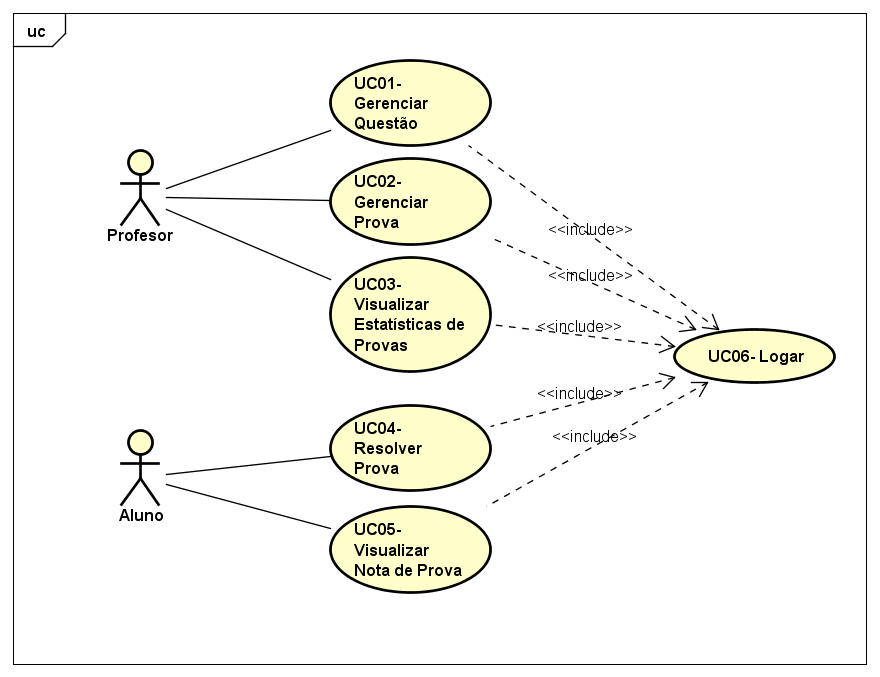 uc
UC01-
Gerenciar
Questão
UC02-
Gerenciar
Prova
UC03-
Visualizar
Estatísticas de
Provas
Profesor
<<include>>
<<include>>
<<include>>
UC06- Logar
UC04-
Resolver
Prova
UC05-
Visualizar
Nota de Prova
Aluno
<<include>>
<<include>>